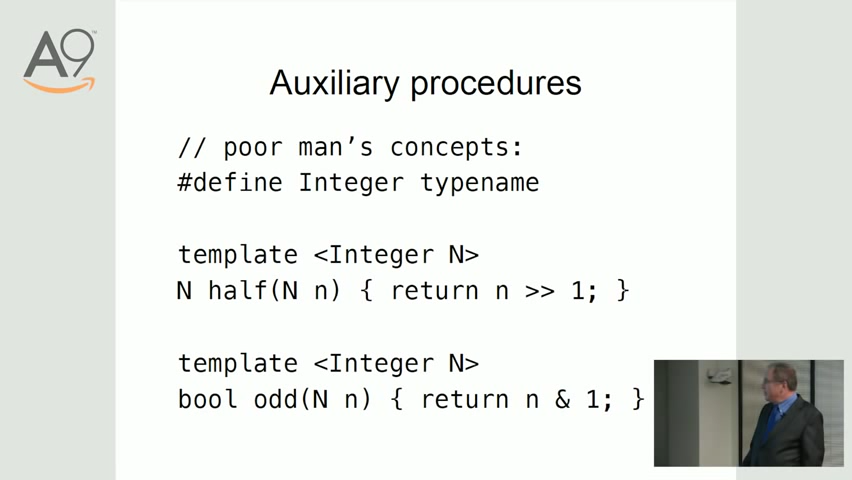 A9™
Auxiliary procedures
// poor man’s concepts:
#define Integer typename
template <Integer N>
N half(N n) { return n >> 1; }
template <Integer N>
bool odd(N n) { return n & 1; }